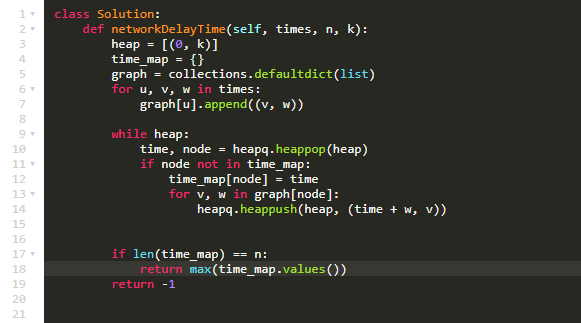 1 class Solution:
2     def networkDelayTime(self, times, n, k):
3         heap = [(0, k)]
4         time_map = {}
5         graph = collections.defaultdict(list)
6         for u, v, w in times:
7             graph[u].append((v, w))
8
9         while heap:
10             time, node = heapq.heappop(heap)
11             if node not in time_map:
12                 time_map[node] = time
13                 for v, w in graph[node]:
14                     heapq.heappush(heap, (time + w, v))
15
16
17         if len(time_map) == n:
18             return max(time_map.values())
19         return -1
20
21